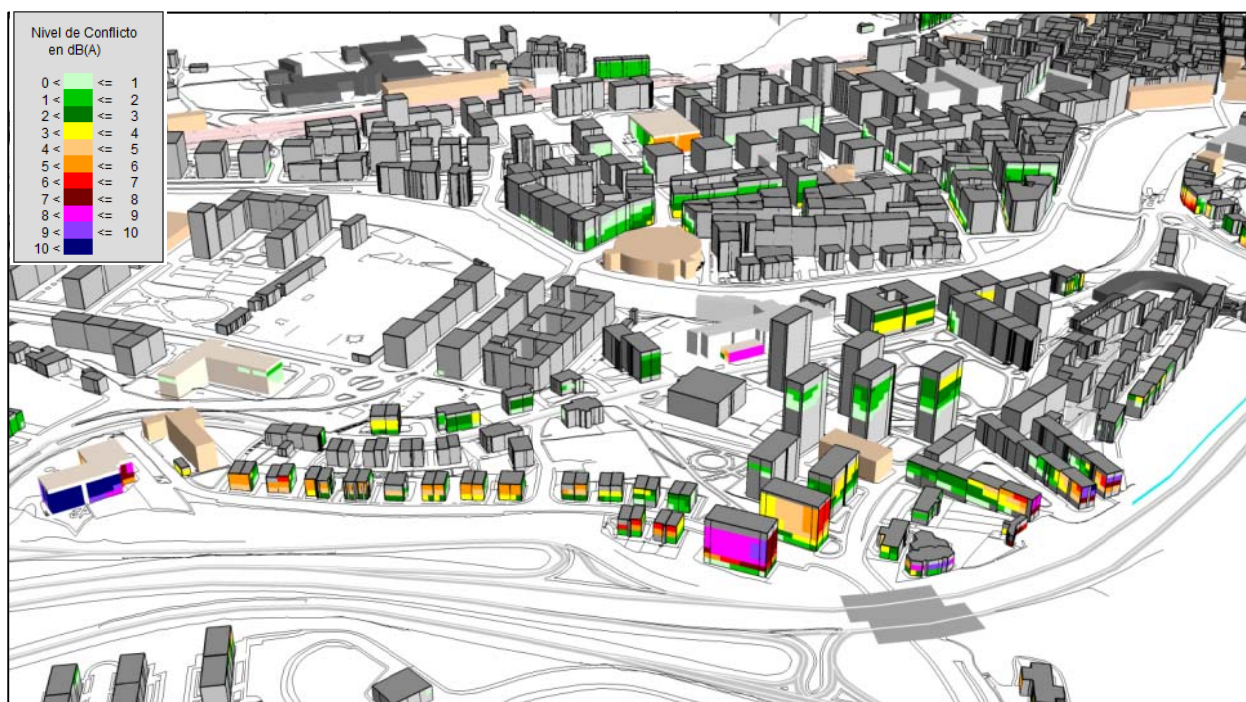 Nivel de Conflicto
en dB(A)
0 < <= 1
1 < <= 2
2 < <= 3
3 < <= 4
4 < <= 5
5 < <= 6
6 < <= 7
7 < <= 8
8 < <= 9
9 < <= 10
10 <